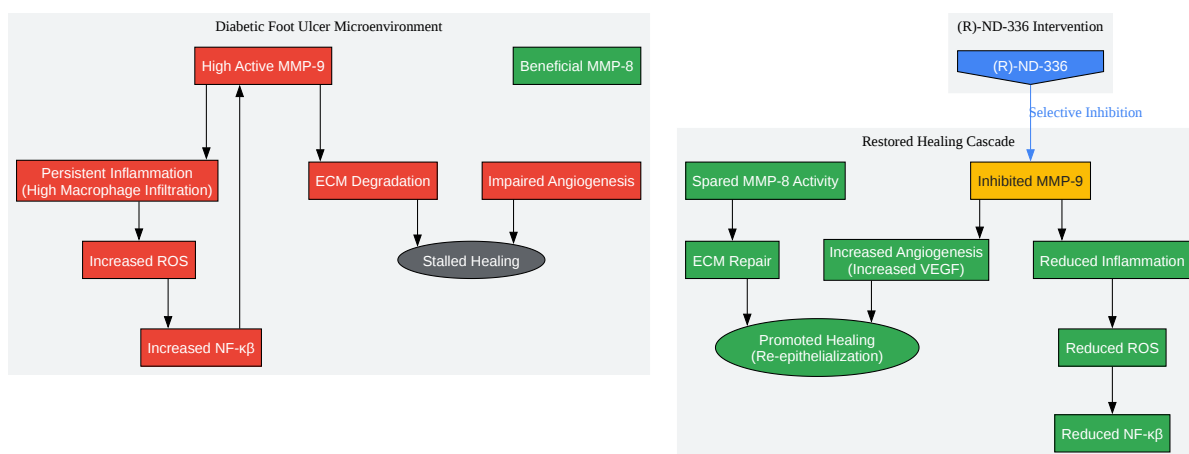 Diabetic Foot Ulcer Microenvironment
High Active MMP-9
Beneficial MMP-8
Persistent Inflammation
(High Macrophage Infiltration)
ECM Degradation
Impaired Angiogenesis
Increased ROS
Stalled Healing
Increased NF-κβ
(R)-ND-336 Intervention
(R)-ND-336
Selective Inhibition
Restored Healing Cascade
Spared MMP-8 Activity
Inhibited MMP-9
ECM Repair
Increased Angiogenesis
(Increased VEGF)
Reduced Inflammation
Promoted Healing
(Re-epithelialization)
Reduced ROS
Reduced NF-κβ